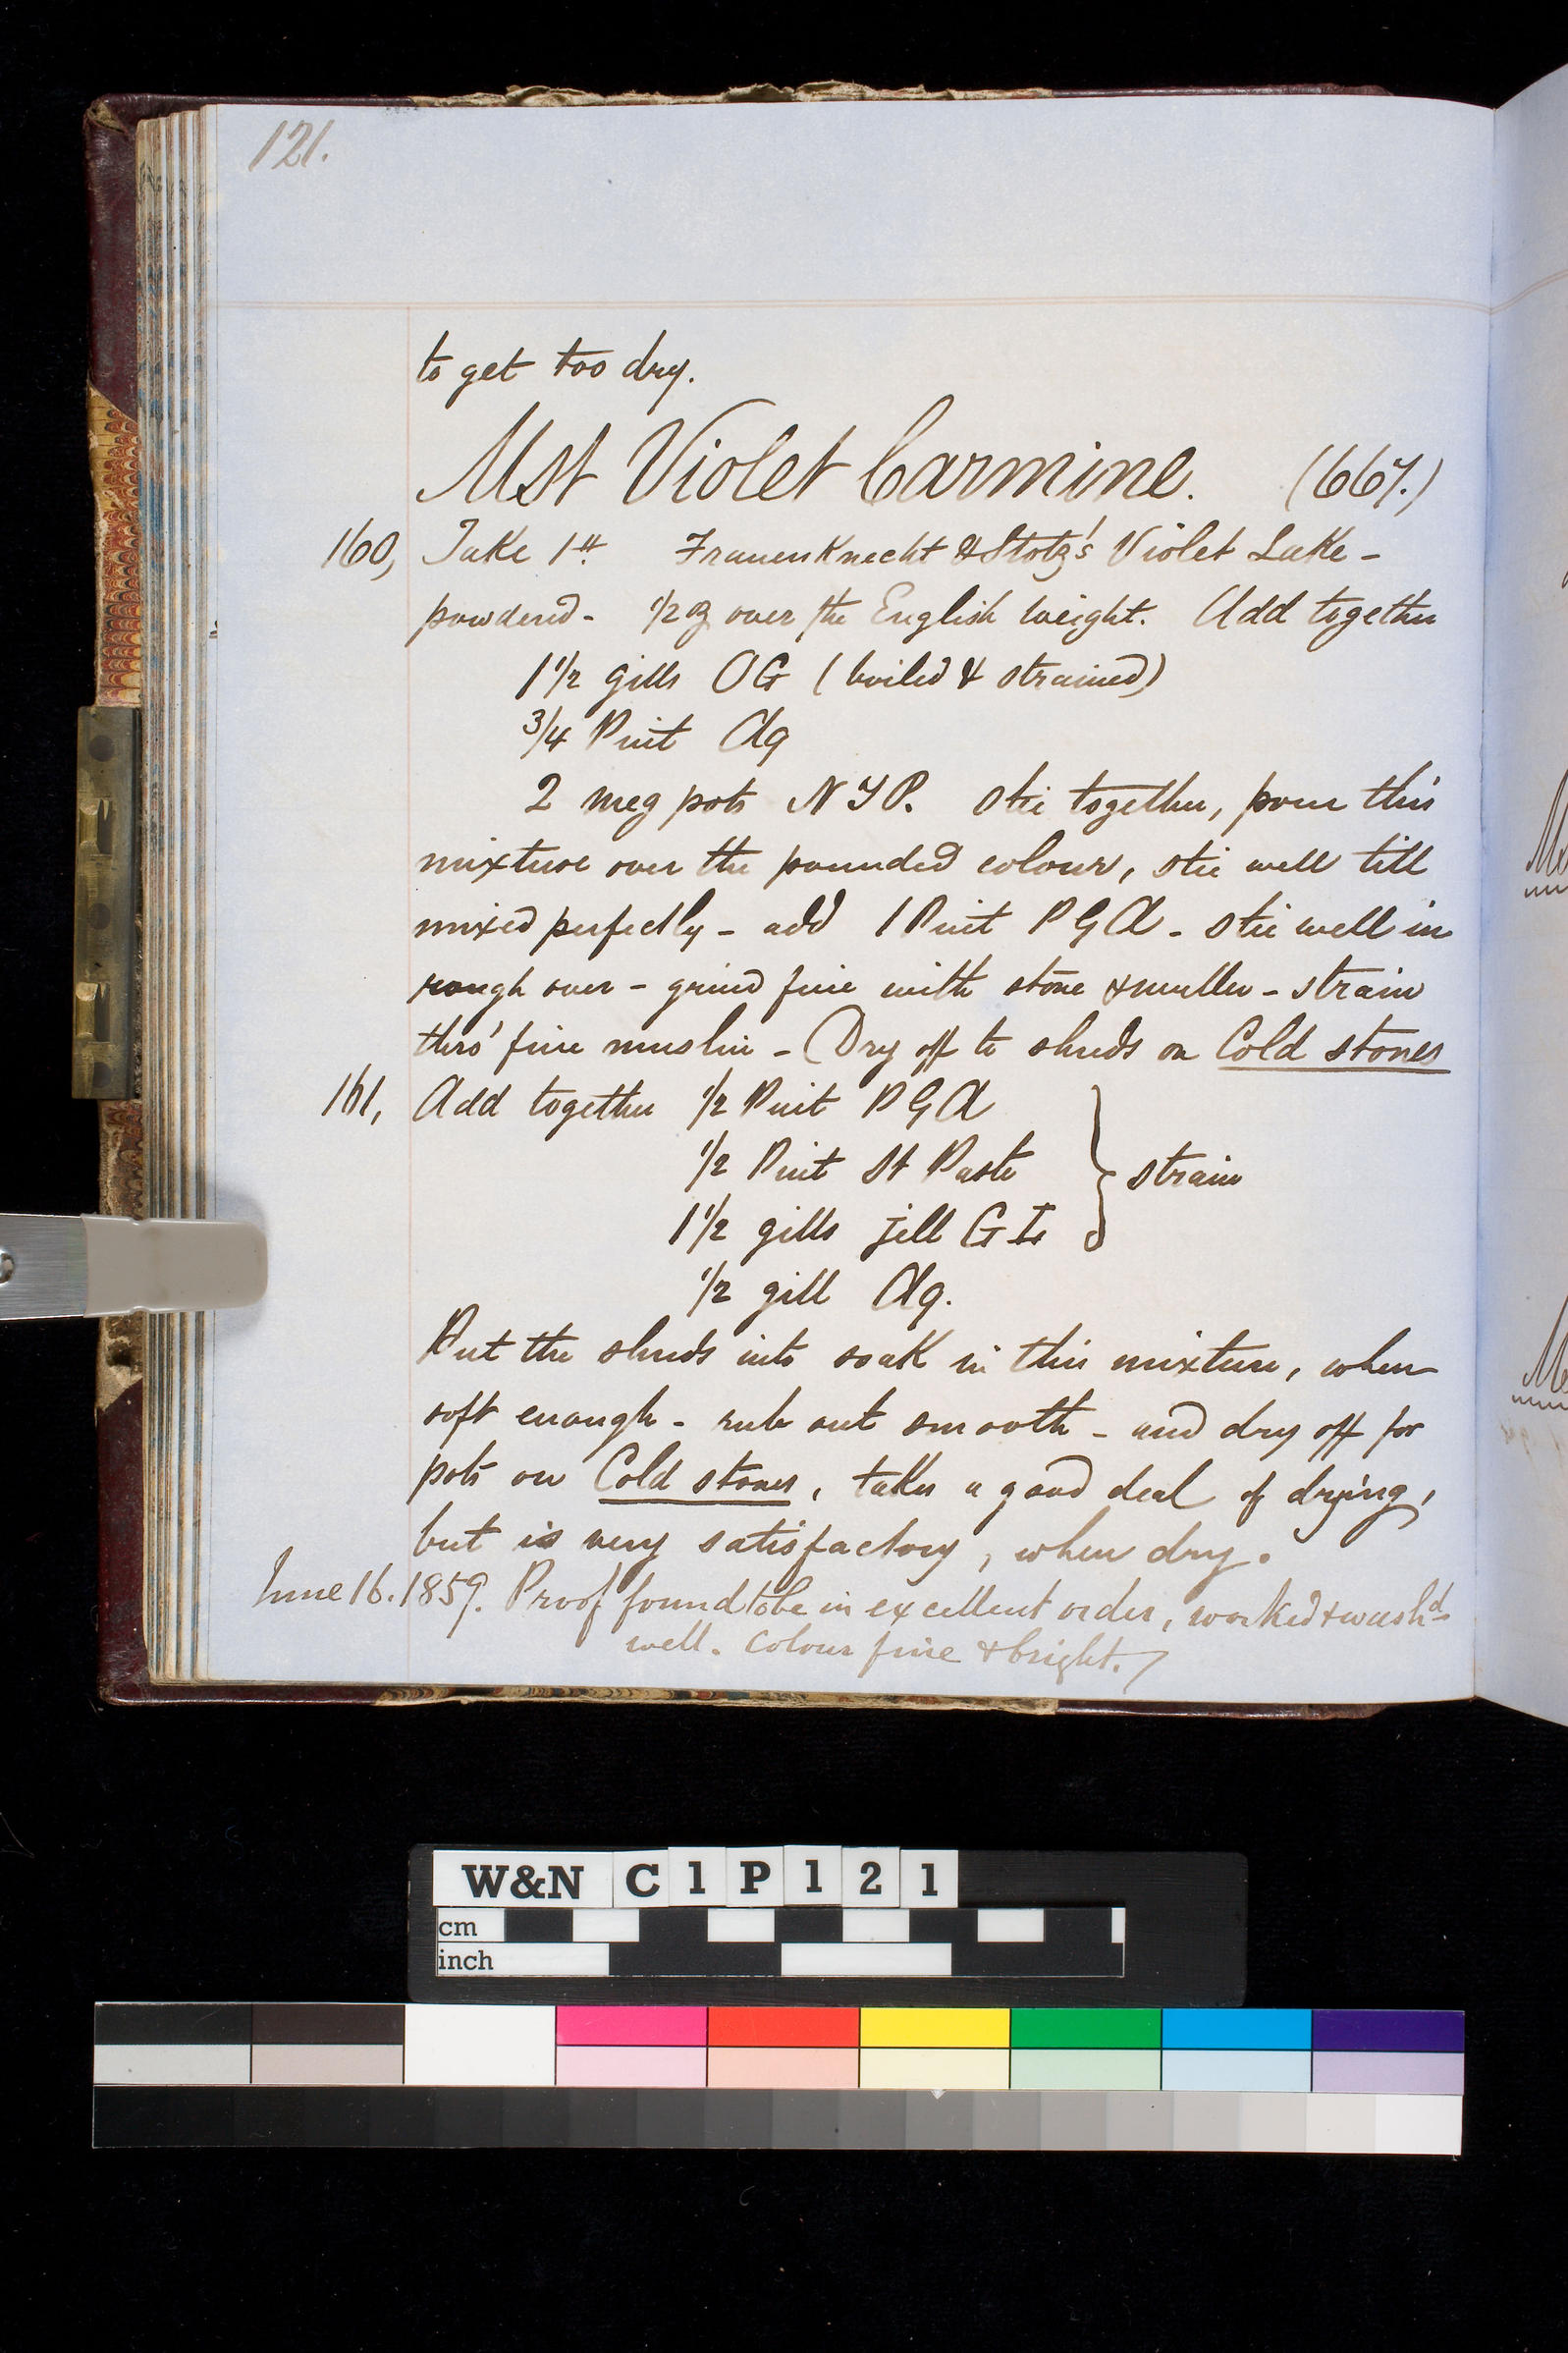 121.
to get too dry.
Mst Violet Carmine. (667.)
160, Take 1 lb. Frauenknecht & Stotz's Violet Lake -
powdered - 1/2 oz over the English weight. Add together
1 1/2 gills OG (boiled & strained)
3/4 Pint Aq
2 meg pots NYP. stir together, pour this
mixture over the pounded colour, stir well till
mixed perfectly - add 1 Pint PGA - stir well in
rough over - grind fine with stone & muller - strain
thro' fine muslin - Dry off to shreds on Cold stones
161, Add together 1/2 Pint PGA
1/2 Pint St Paste } strain
1 1/2 gills jell GI
1/2 gill Aq.
Put the shreds into soak in this mixture, when
soft enough - rub out smooth - and dry off for
pots on Cold stones, takes a good deal of drying,
but is very satisfactory, when dry.
June 16. 1859. Proof found to be in excellent order, worked & wash'd
well. Colour fine & bright.
W&N C1P121
cm
inch